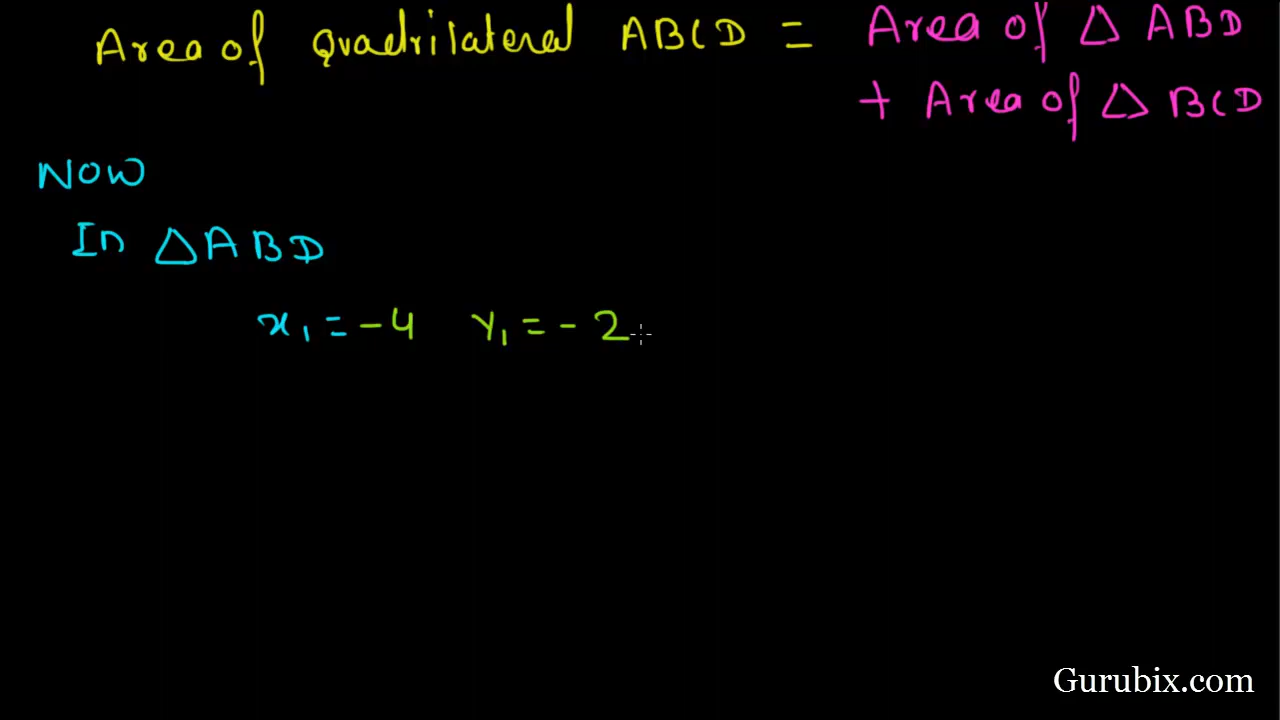 Area of Quadrilateral ABCD = Area of △ ABD
+ Area of △ BCD
NOW
In △ABD
x₁ = -4 y₁ = -2
Gurubix.com